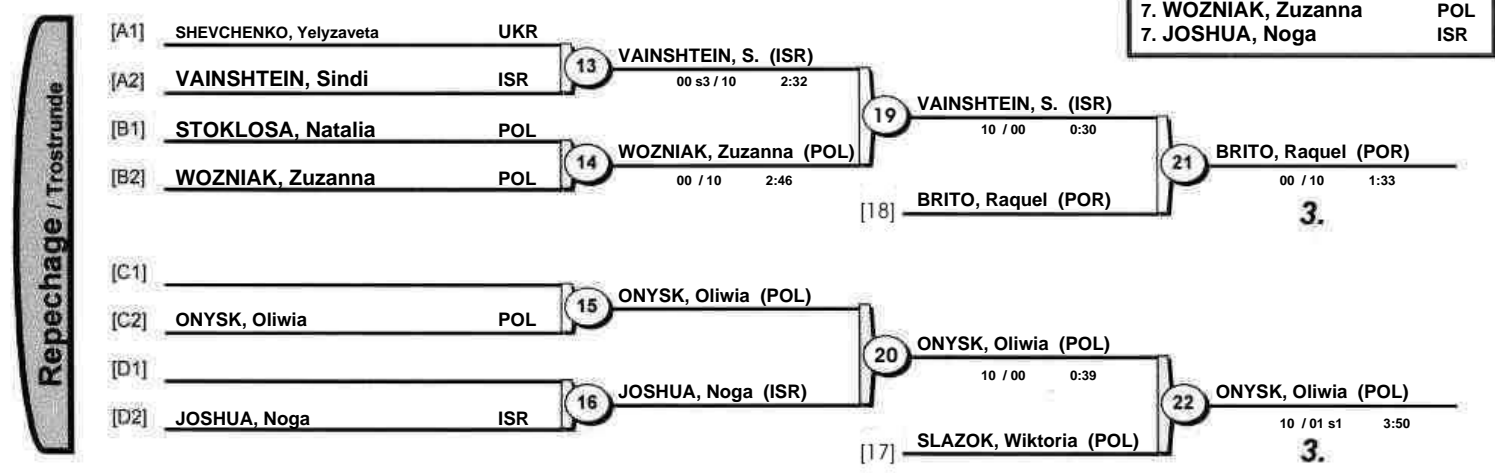 7. WOZNIAK, Zuzanna POL
7. JOSHUA, Noga ISR
Repechage / Trostrunde
[A1] SHEVCHENKO, Yelyzaveta UKR
13 VAINSHTEIN, S. (ISR)
00 s3 / 10 2:32
[A2] VAINSHTEIN, Sindi ISR
19 VAINSHTEIN, S. (ISR)
10 / 00 0:30
[B1] STOKLOSA, Natalia POL
14 WOZNIAK, Zuzanna (POL)
00 / 10 2:46
[B2] WOZNIAK, Zuzanna POL
21 BRITO, Raquel (POR)
00 / 10 1:33
3.
[18] BRITO, Raquel (POR)
[C1]
15 ONYSK, Oliwia (POL)
[C2] ONYSK, Oliwia POL
20 ONYSK, Oliwia (POL)
10 / 00 0:39
[D1]
16 JOSHUA, Noga (ISR)
[D2] JOSHUA, Noga ISR
22 ONYSK, Oliwia (POL)
10 / 01 s1 3:50
3.
[17] SLAZOK, Wiktoria (POL)